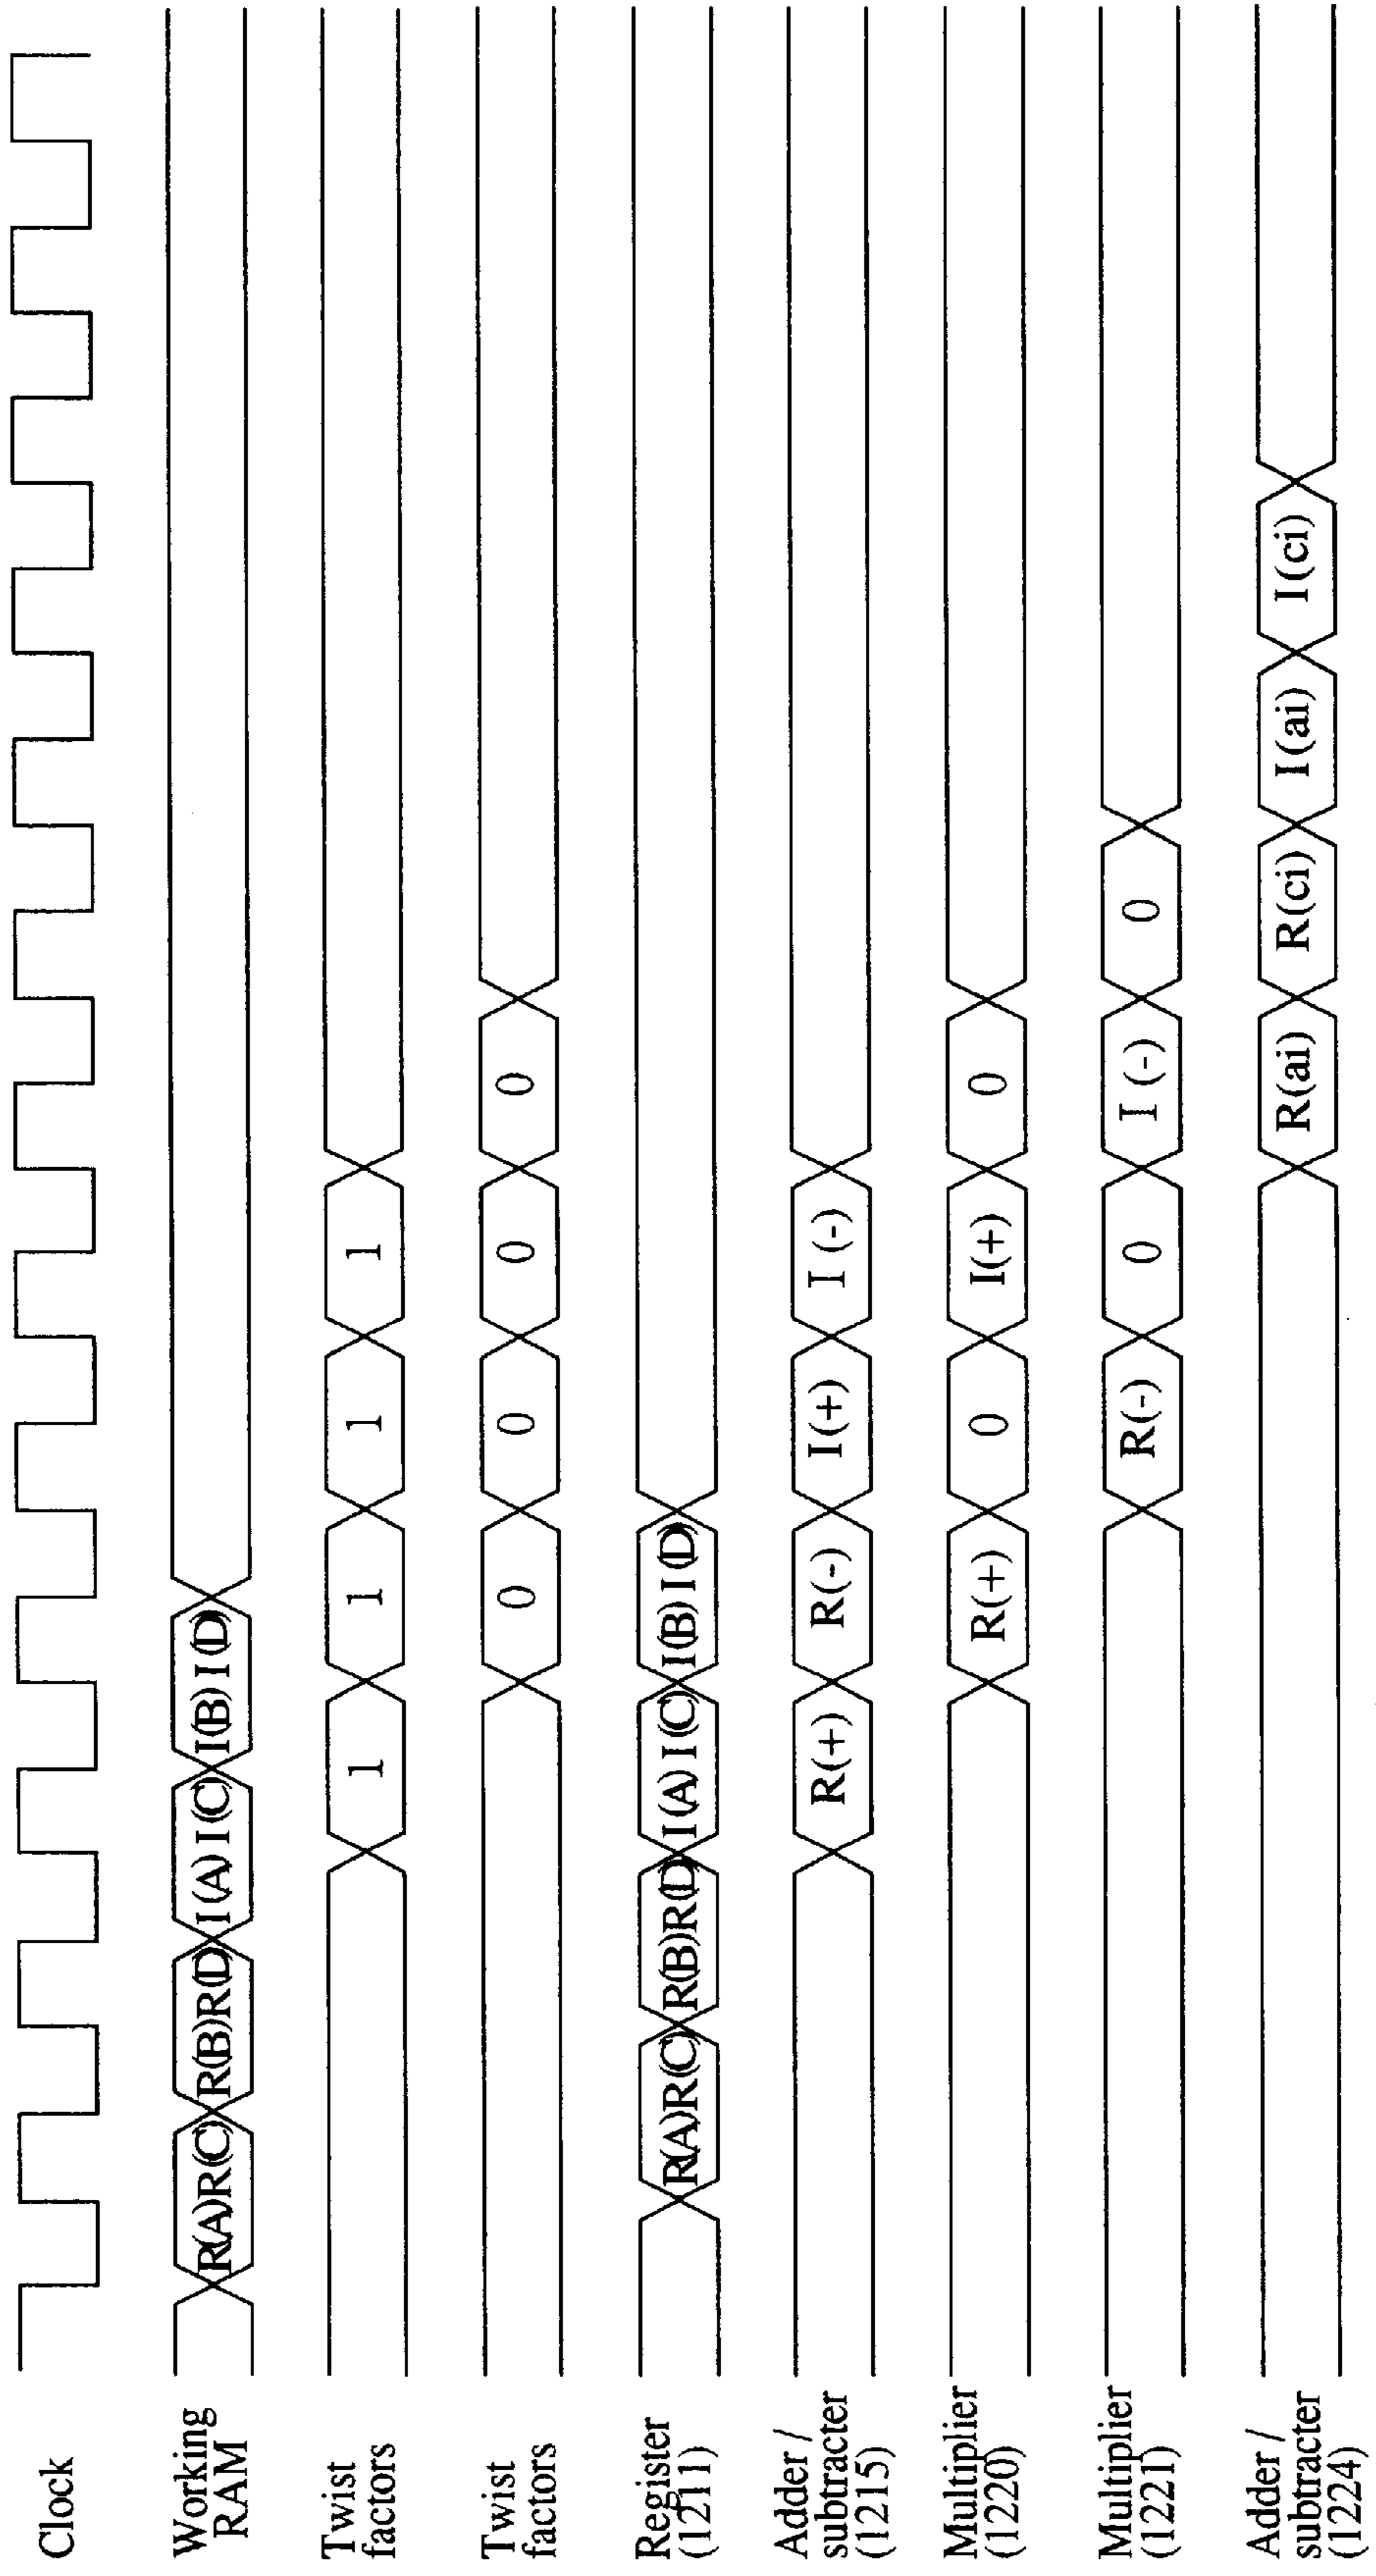 Clock
Working
RAM
R(A)R(C) R(B)R(D) I(A) I(C) I(B) I(D)
Twist
factors
1 1 1 1
Twist
factors
0 0 0 0
Register
(1211)
R(A)R(C) R(B)R(D) I(A) I(C) I(B) I(D)
Adder /
subtracter
(1215)
R(+) R(-) I(+) I(-)
Multiplier
(1220)
R(+) 0 I(+) 0
Multiplier
(1221)
R(-) 0 I(-) 0
Adder /
subtracter
(1224)
R(ai) R(ci) I(ai) I(ci)